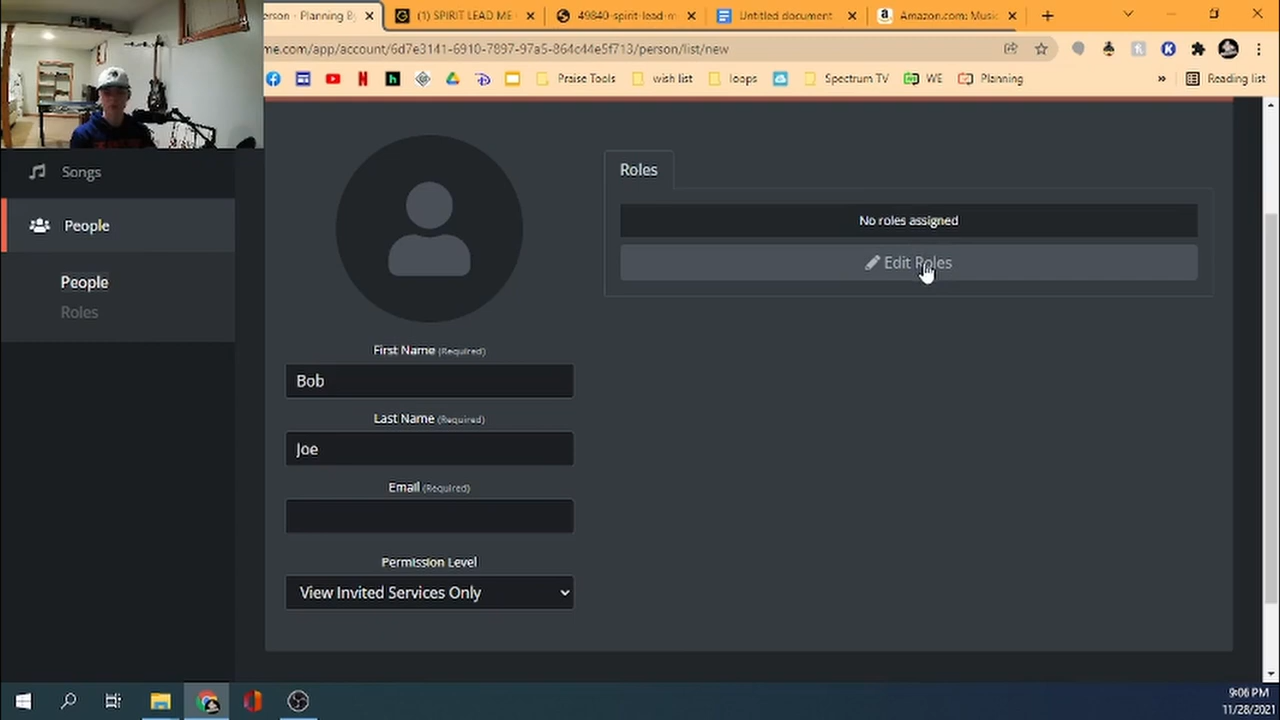 erson - Planning By
(1) SPIRIT LEAD ME
49840-spirit-lead-m
Untitled document
Amazon.com: Music
me.com/app/account/6d7e3141-6910-7897-97a5-864c44e5f713/person/list/new
Praise Tools
wish list
loops
Spectrum TV
WE
Planning
»
Reading list
Songs
People
People
Roles
Roles
No roles assigned
Edit Roles
First Name (Required)
Bob
Last Name (Required)
Joe
Email (Required)
Permission Level
View Invited Services Only
9:06 PM
11/28/2021